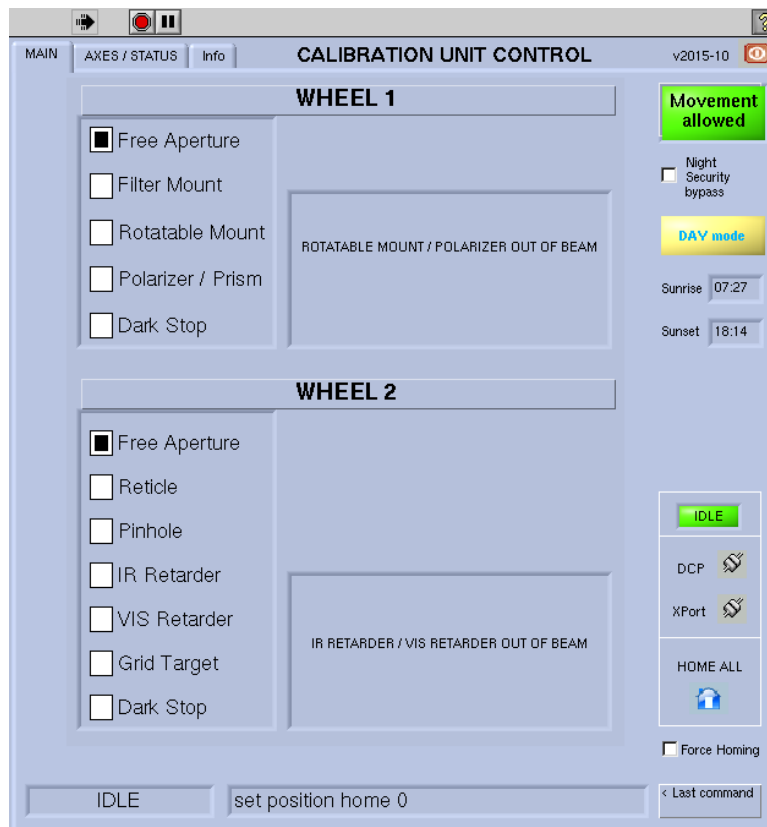 MAIN
AXES / STATUS
Info
CALIBRATION UNIT CONTROL
v2015-10
WHEEL 1
Free Aperture
Filter Mount
Rotatable Mount
Polarizer / Prism
Dark Stop
ROTATABLE MOUNT / POLARIZER OUT OF BEAM
Movement
allowed
Night
Security
bypass
DAY mode
Sunrise 07:27
Sunset 18:14
WHEEL 2
Free Aperture
Reticle
Pinhole
IR Retarder
VIS Retarder
Grid Target
Dark Stop
IR RETARDER / VIS RETARDER OUT OF BEAM
IDLE
DCP
XPort
HOME ALL
Force Homing
IDLE
set position home 0
< Last command